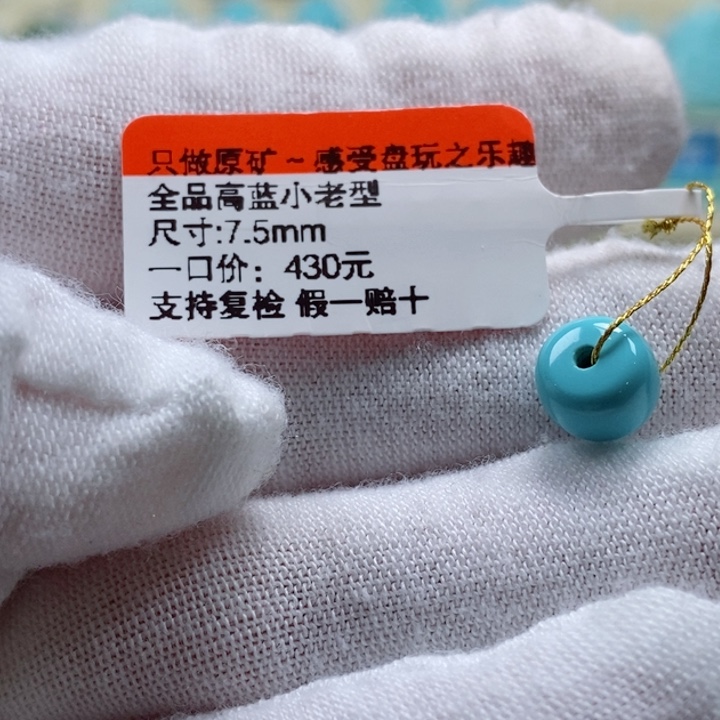 只做原矿~感受盘玩之乐趣
全品高蓝小老型
尺寸:7.5mm
一口价：430元
支持复检 假一赔十